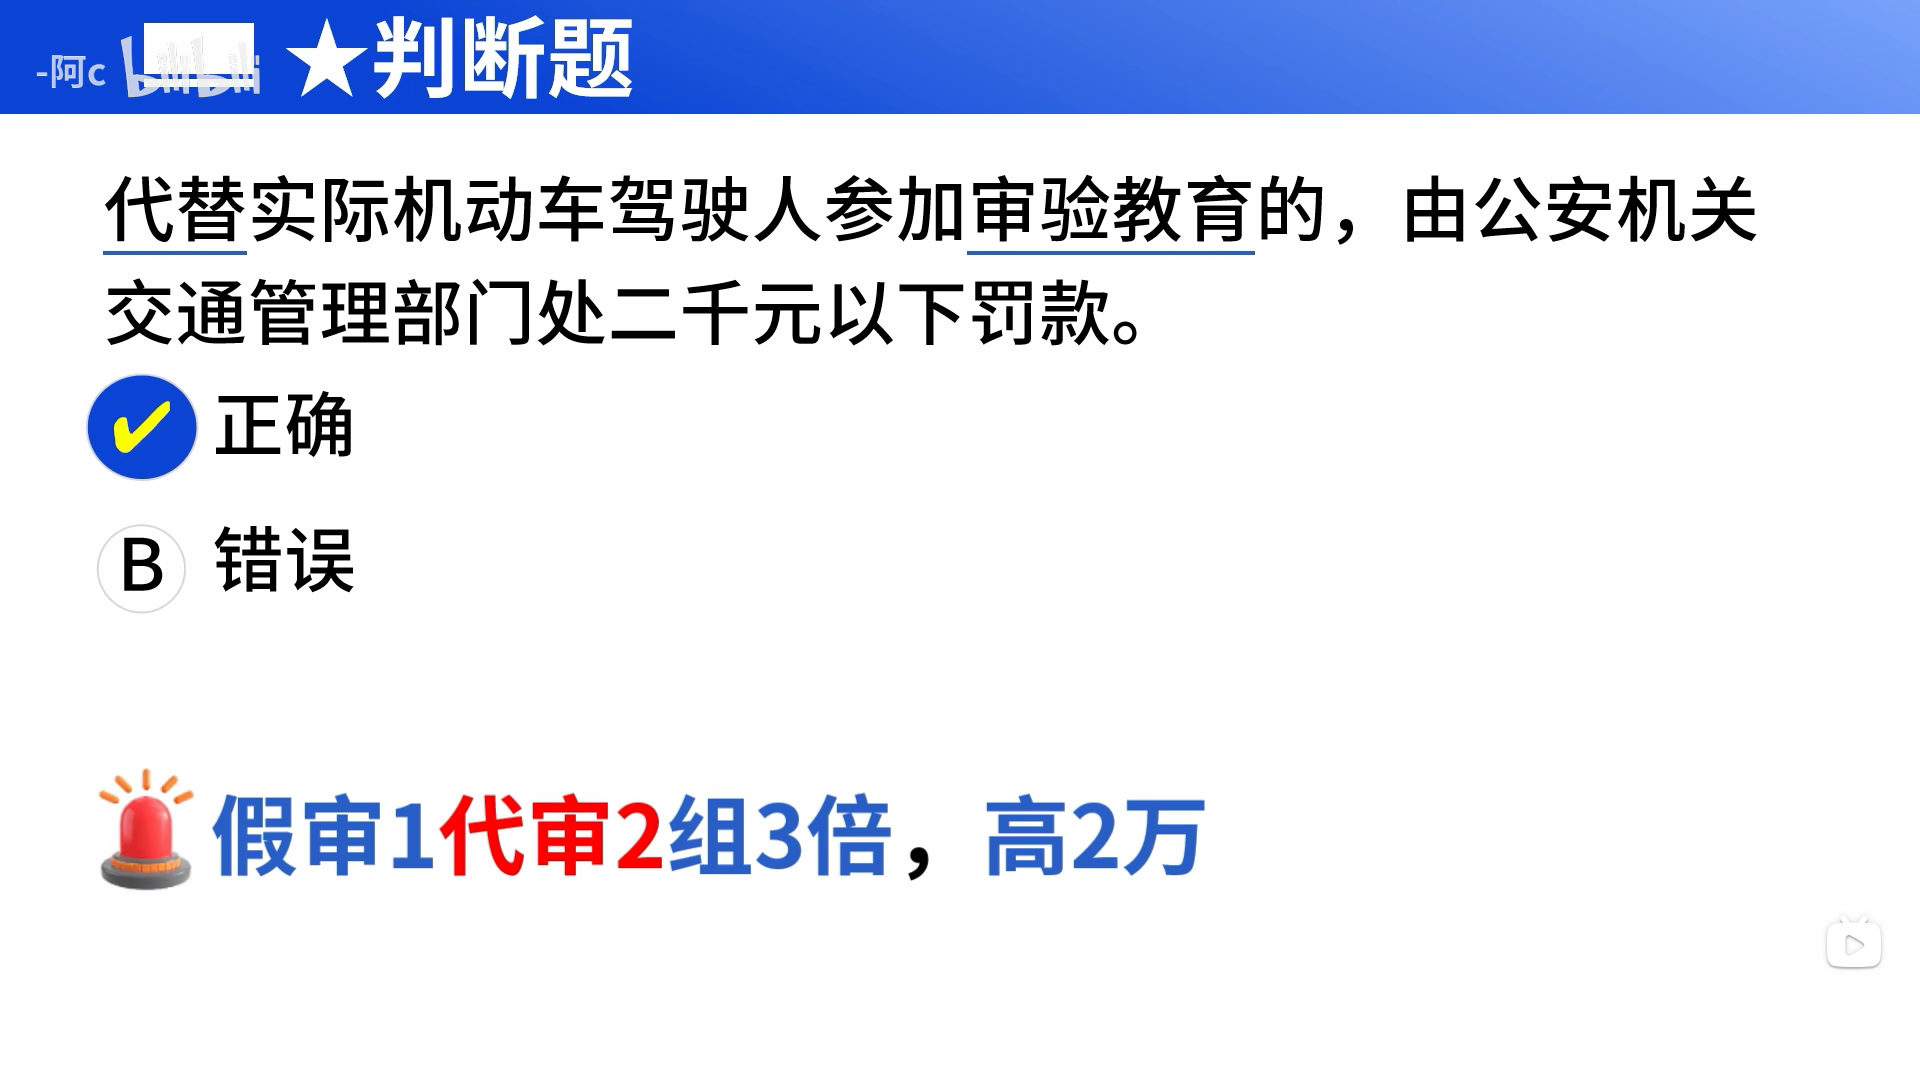 -阿c bilibili ★判断题
代替实际机动车驾驶人参加审验教育的，由公安机关
交通管理部门处二千元以下罚款。
✔ 正确
B 错误
假审1代审2组3倍，高2万